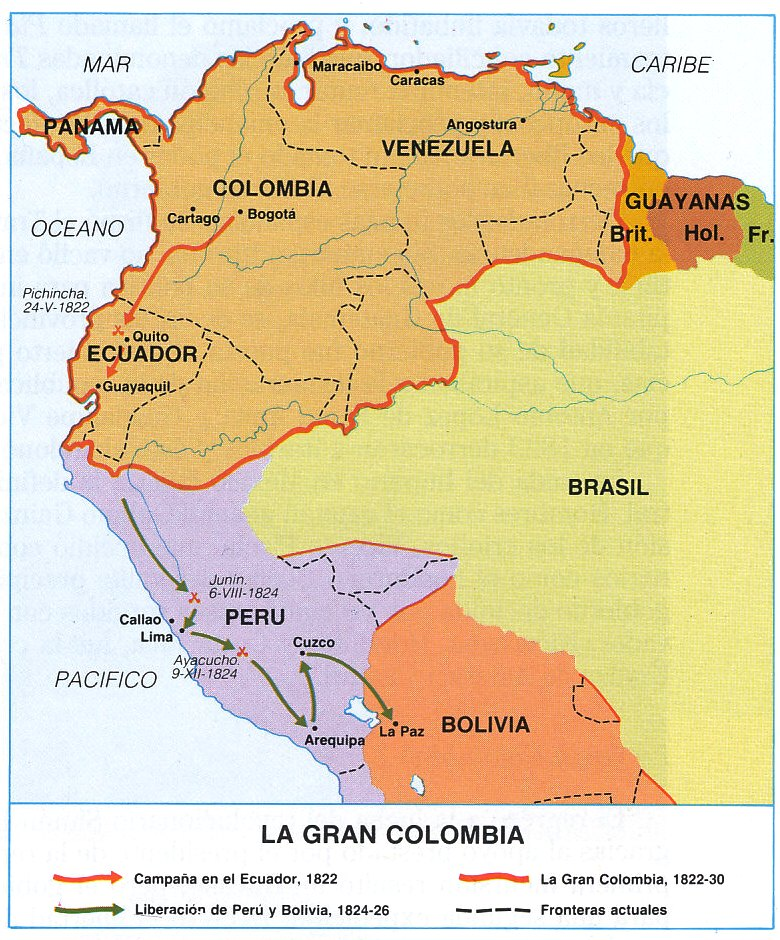 MAR
CARIBE
Maracaibo
Caracas
PANAMA
Angostura
VENEZUELA
COLOMBIA
GUAYANAS
Cartago
Bogotá
OCEANO
Brit.
Hol.
Fr.
Pichincha.
24-V-1822
Quito
ECUADOR
Guayaquil
BRASIL
Junín.
6-VIII-1824
PERU
Callao
Lima
Cuzco
Ayacucho.
9-XII-1824
PACIFICO
BOLIVIA
La Paz
Arequipa
LA GRAN COLOMBIA
Campaña en el Ecuador, 1822
La Gran Colombia, 1822-30
Liberación de Perú y Bolivia, 1824-26
Fronteras actuales